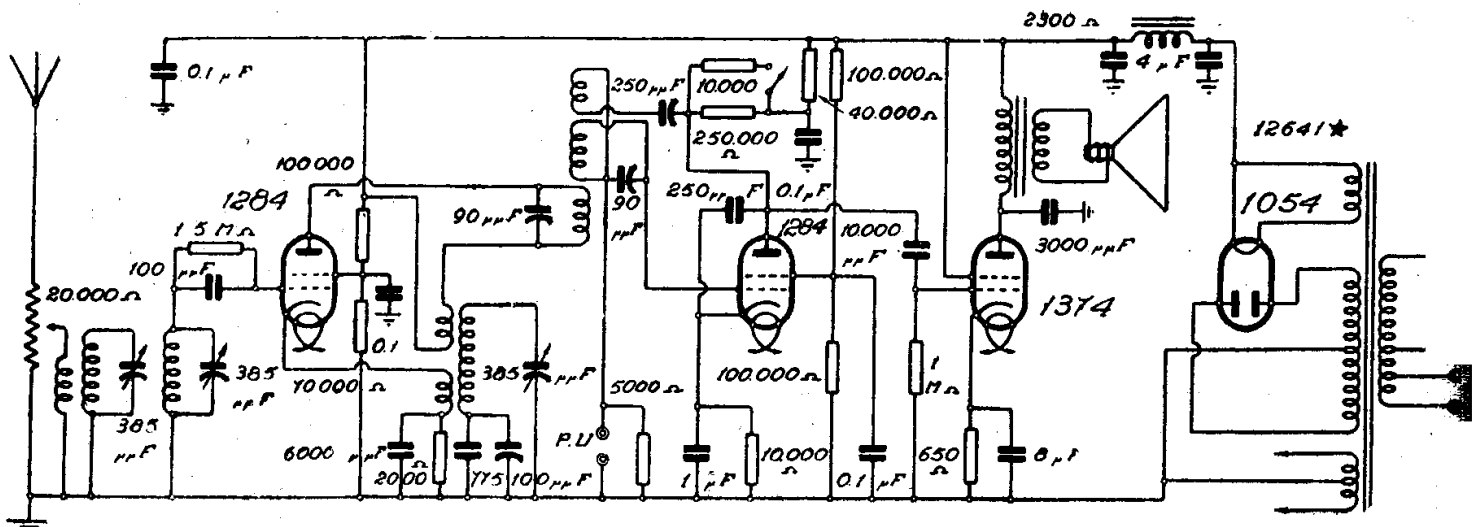 2300 Ω
0.1 μF
250 μμF
10.000
100.000 Ω
4 μF
40.000 Ω
250.000
Ω
12641★
100.000
Ω
1284
90 μμF
90
μμF
250 μμ F
0.1 μF
1284
10.000
μμF
3000 μμF
1054
1.5 MΩ
100
μμF
20.000 Ω
1374
0.1
385
μμF
385
μμF
70.000 Ω
385 μμF
5000 Ω
100.000 Ω
1
MΩ
P.U
6000 μμF
2000
Ω
775
100 μμF
1 μF
10.000
Ω
0.1 μF
650
Ω
8 μF